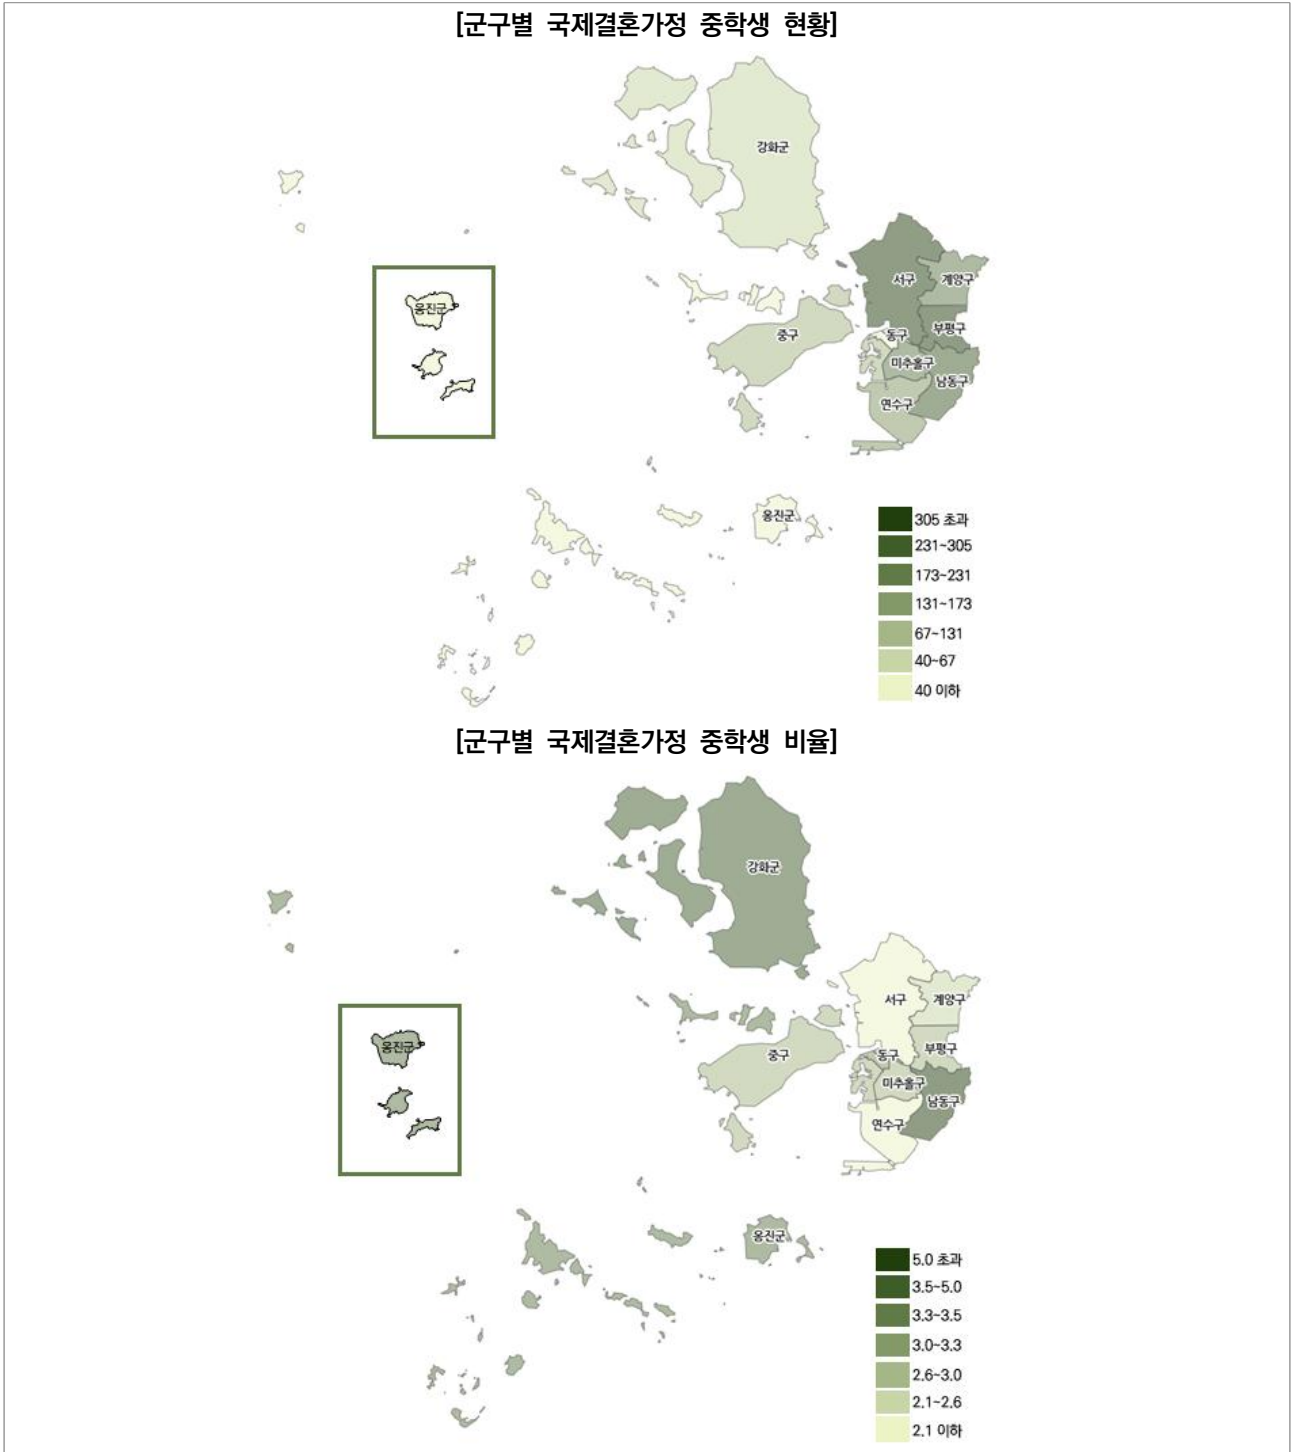 [군구별 국제결혼가정 중학생 현황]
강화군
서구
계양구
옹진군
중구
동구
부평구
미추홀구
남동구
연수구
옹진군
305 초과
231~305
173~231
131~173
67~131
40~67
40 이하
[군구별 국제결혼가정 중학생 비율]
강화군
서구
계양구
옹진군
중구
동구
부평구
미추홀구
남동구
연수구
옹진군
5.0 초과
3.5~5.0
3.3~3.5
3.0~3.3
2.6~3.0
2.1~2.6
2.1 이하